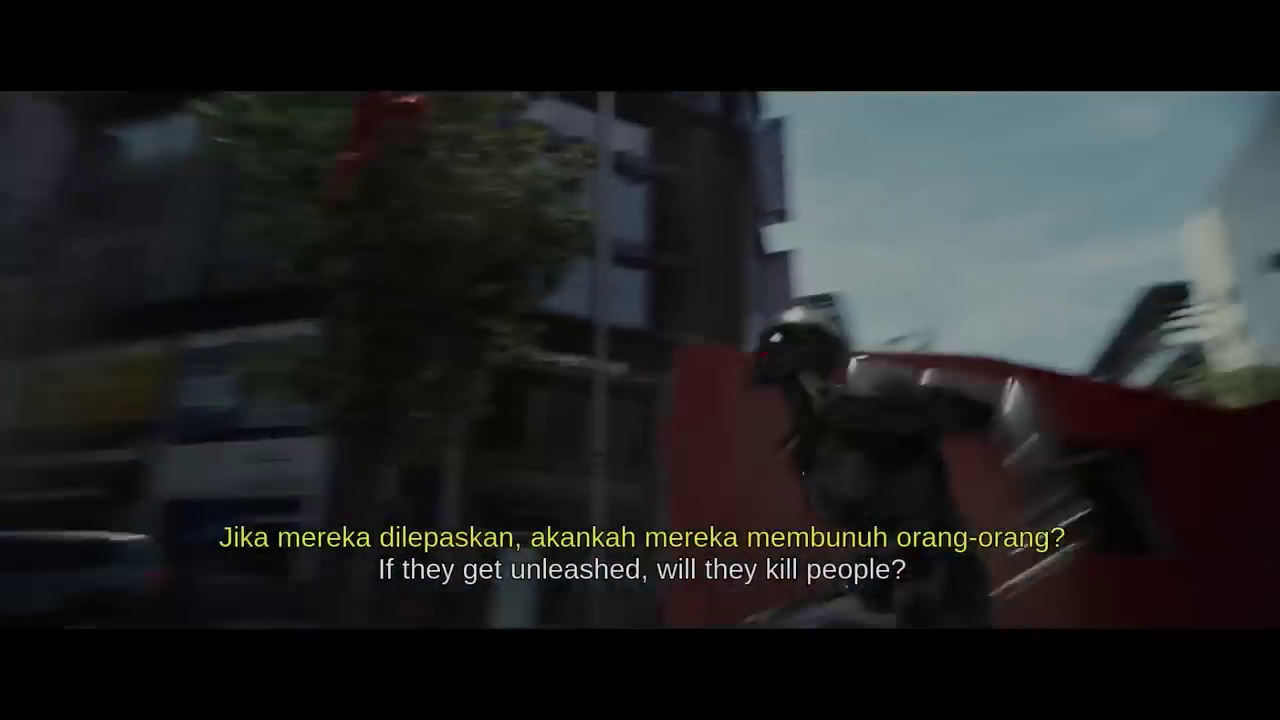 Jika mereka dilepaskan, akankah mereka membunuh orang-orang?
If they get unleashed, will they kill people?